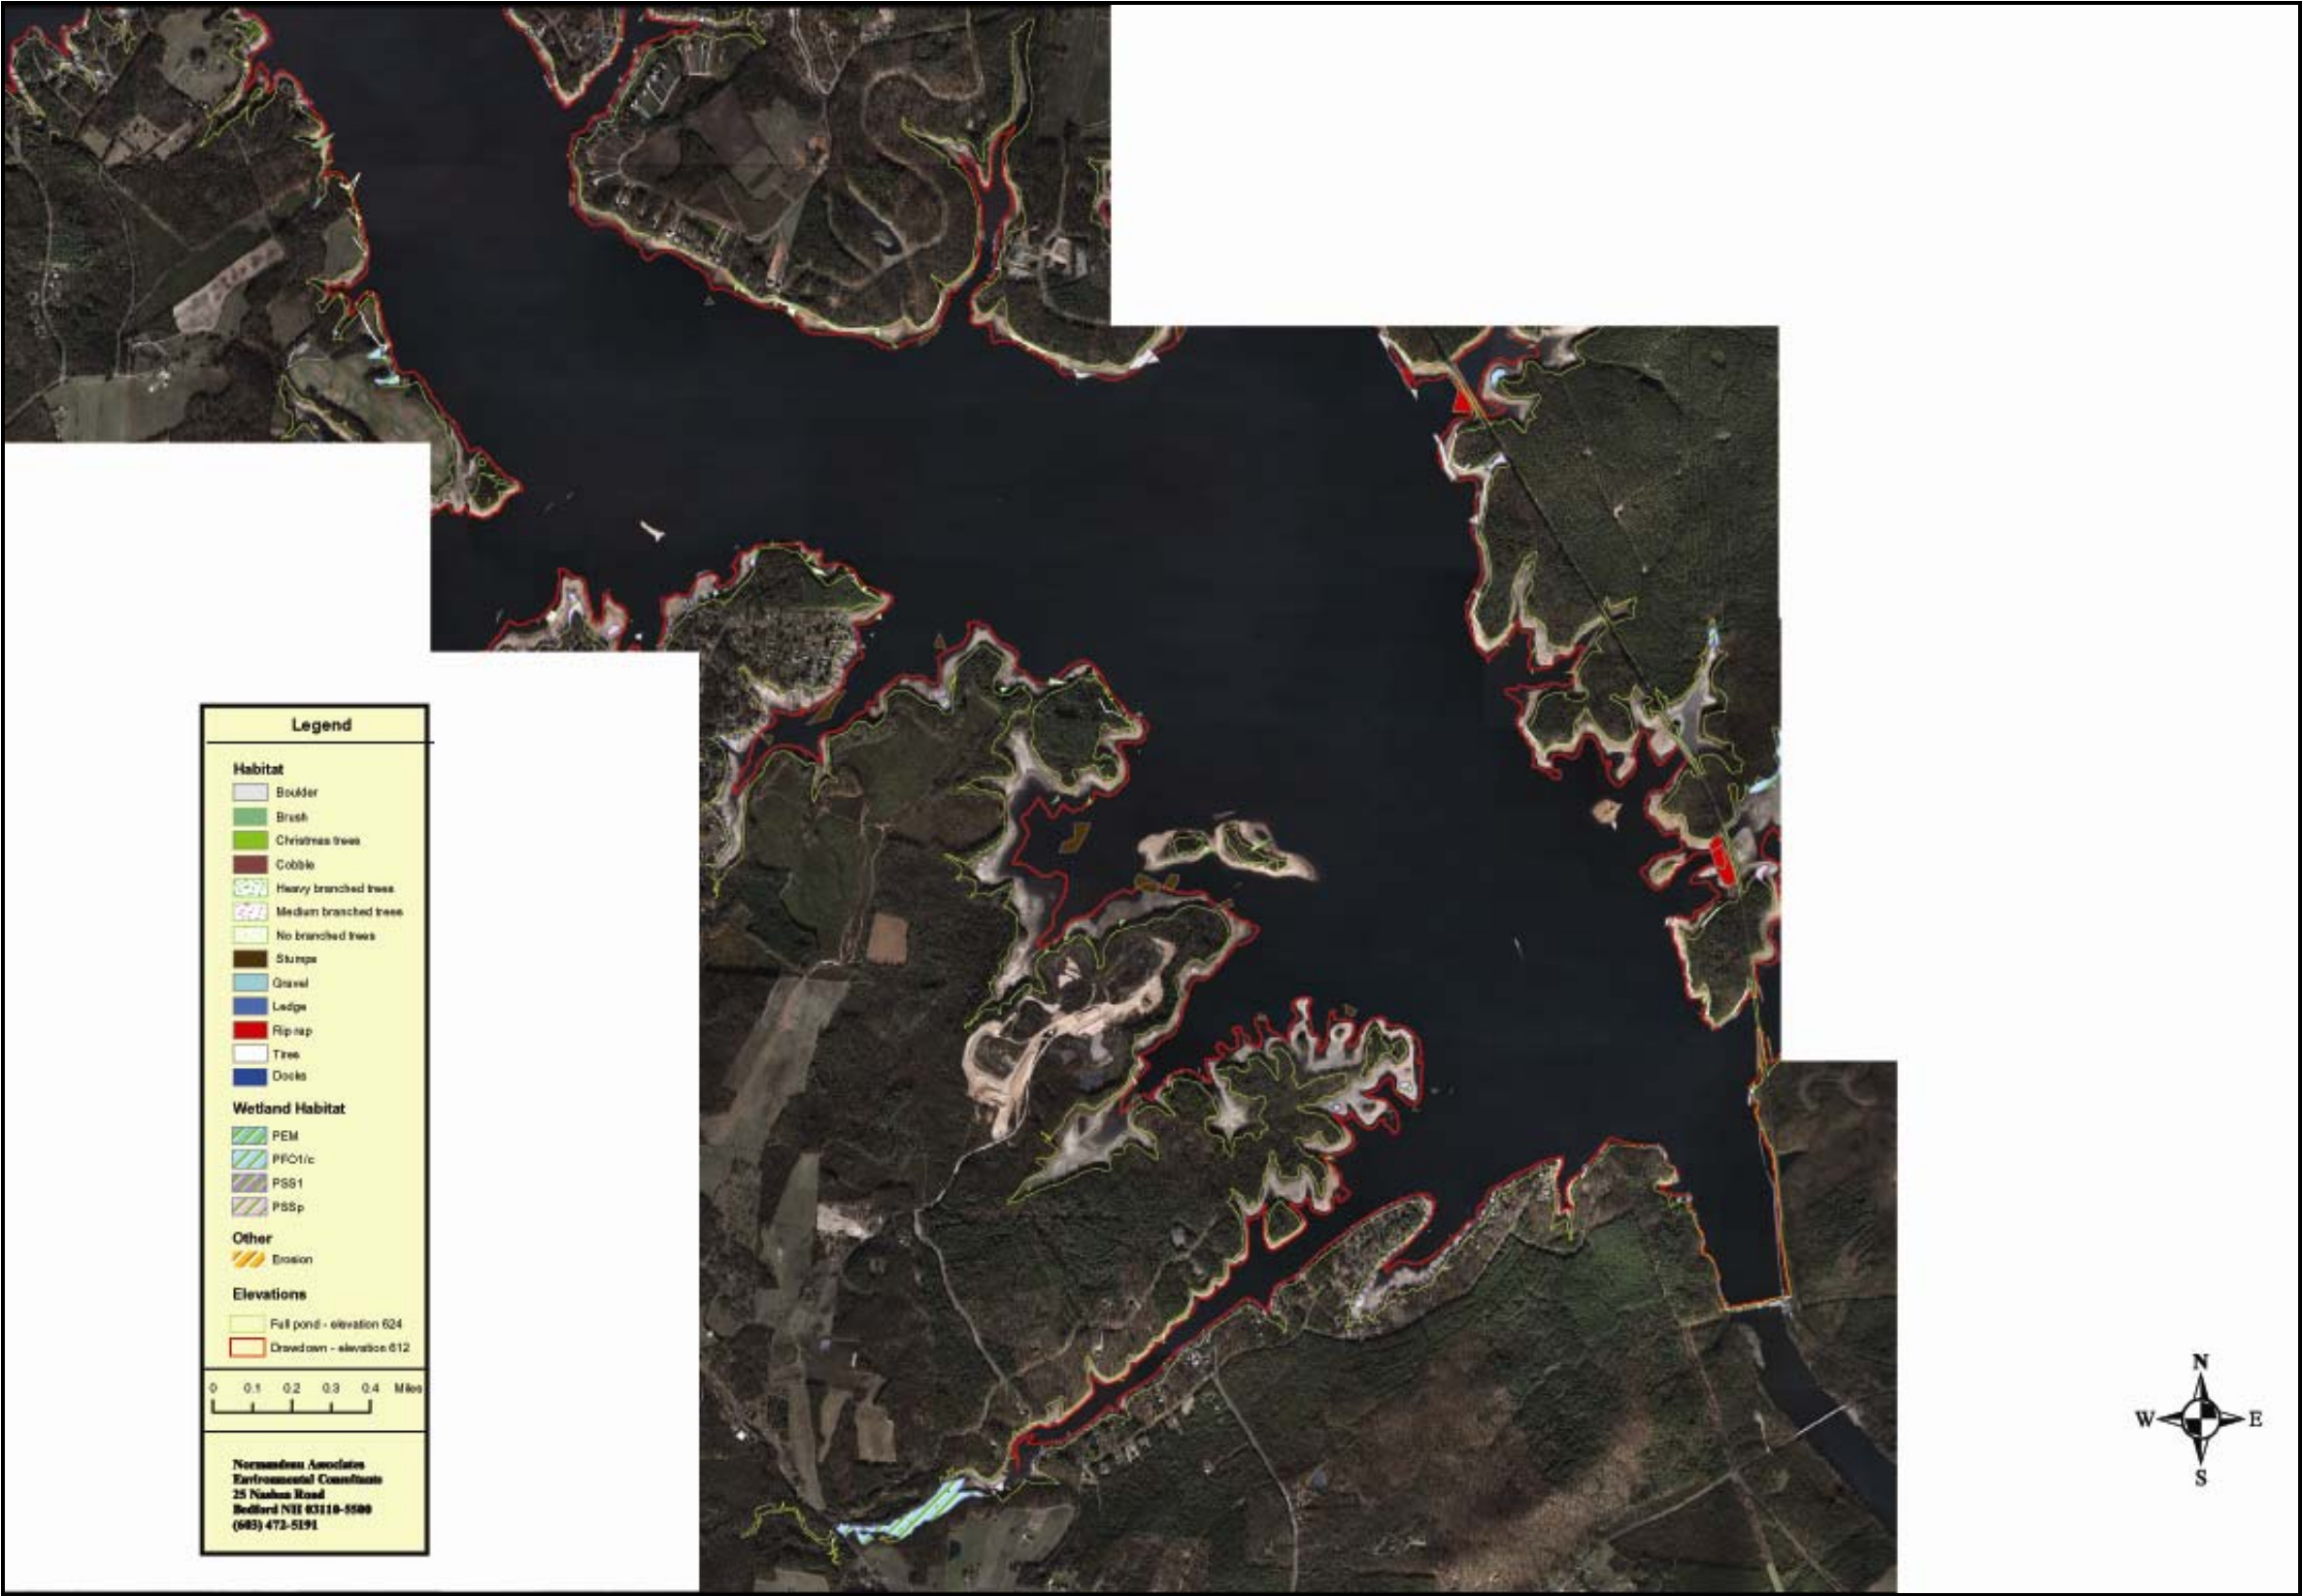 Legend
Habitat
Boulder
Brush
Christmas trees
Cobble
Heavy branched trees
Medium branched trees
No branched trees
Stumps
Gravel
Ledge
Rip rap
Tires
Docks
Wetland Habitat
PEM
PFO1/c
PSS1
PSSp
Other
Erosion
Elevations
Full pond - elevation 624
Drawdown - elevation 612
0 0.1 0.2 0.3 0.4 Miles
Normandeau Associates
Environmental Consultants
25 Nashua Road
Bedford NH 03110-5500
(603) 472-5191
N
W E
S